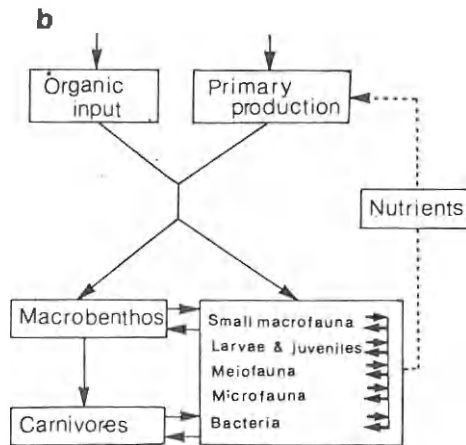 b
Organic
input
Primary
production
Nutrients
Macrobenthos
Small macrofauna
Larvae & juveniles
Meiofauna
Microfauna
Bacteria
Carnivores